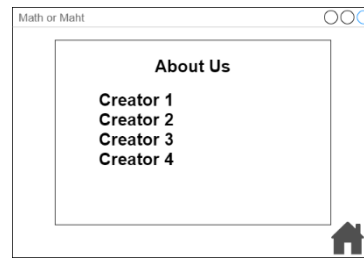 Math or Maht
About Us
Creator 1
Creator 2
Creator 3
Creator 4